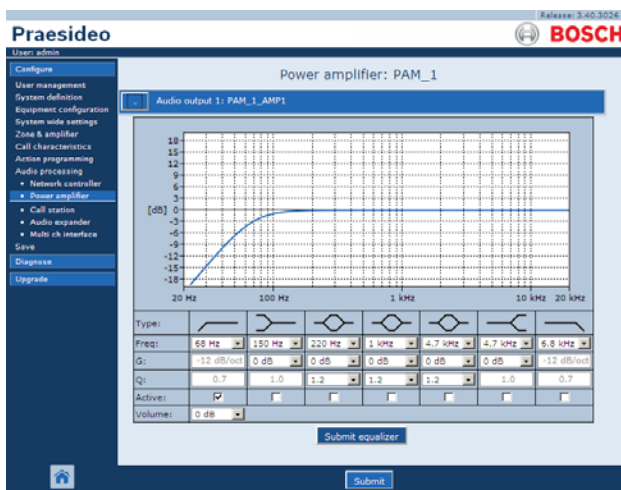 Release: 3.40.3026
Praesideo
BOSCH
User: admin
Configure
User management
System definition
Equipment configuration
System wide settings
Zone & amplifier
Call characteristics
Action programming
Audio processing
• Network controller
• Power amplifier
• Call station
• Audio expander
• Multi ch interface
Save
Diagnose
Upgrade
Power amplifier: PAM_1
- Audio output 1: PAM_1_AMP1
18
15
12
9
6
3
[dB] 0
-3
-6
-9
-12
-15
-18
20 Hz 100 Hz 1 kHz 10 kHz 20 kHz
Type:
Freq: 68 Hz 150 Hz 220 Hz 1 kHz 4.7 kHz 4.7 kHz 6.8 kHz
G: -12 dB/oct 0 dB 0 dB 0 dB 0 dB 0 dB -12 dB/oct
Q: 0.7 1.0 1.2 1.2 1.2 1.0 0.7
Active:
Volume: 0 dB
Submit equalizer
Submit